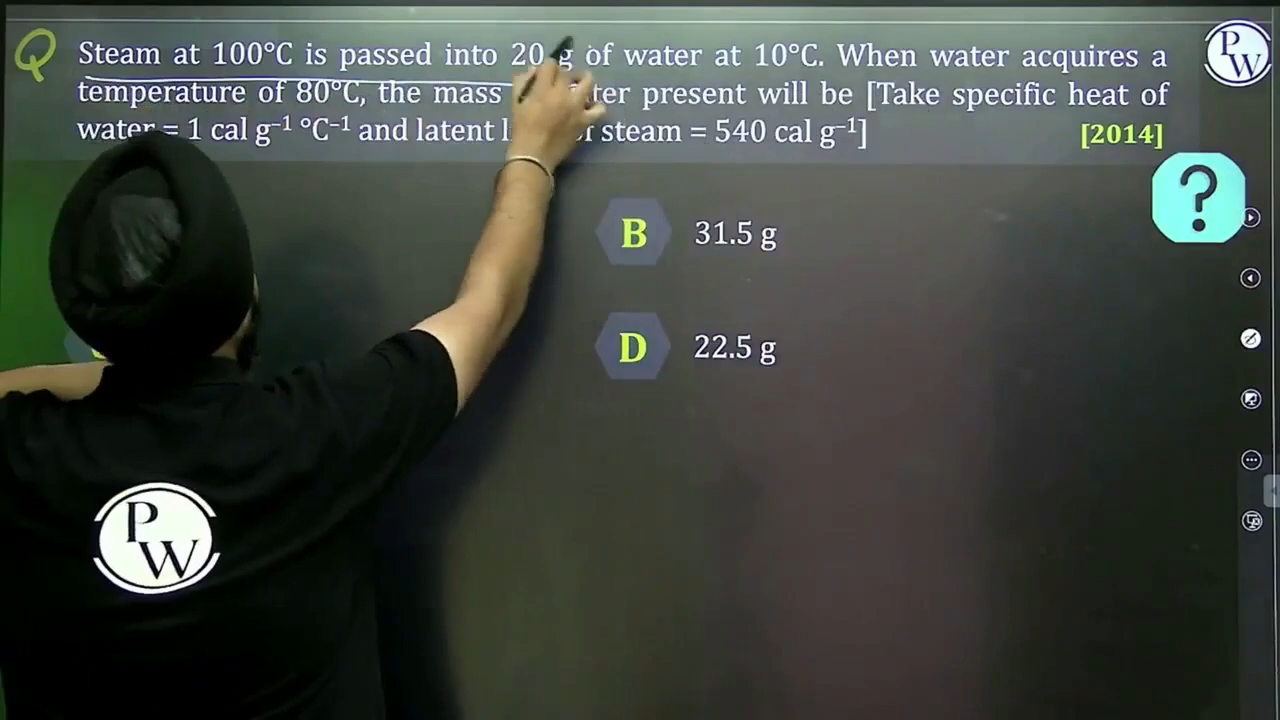 Q Steam at 100°C is passed into 20 g of water at 10°C. When water acquires a
temperature of 80°C, the mass present will be [Take specific heat of
water = 1 cal g⁻¹ °C⁻¹ and latent steam = 540 cal g⁻¹] [2014]
P W
B 31.5 g
?
D 22.5 g
P W